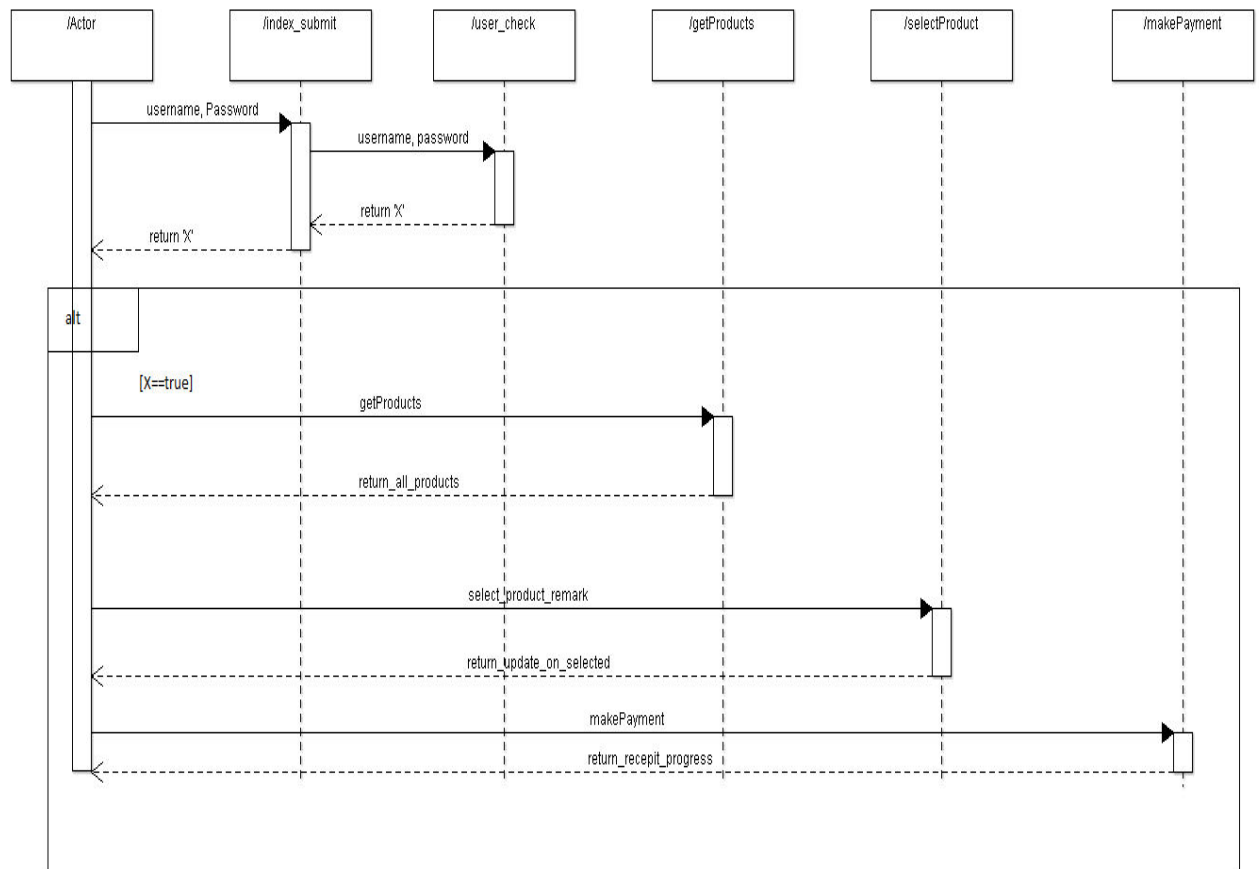 /Actor
/index_submit
/user_check
/getProducts
/selectProduct
/makePayment
username, Password
username, password
return 'X'
return 'X'
alt
[X==true]
getProducts
return_all_products
select_product_remark
return_update_on_selected
makePayment
return_recepit_progress